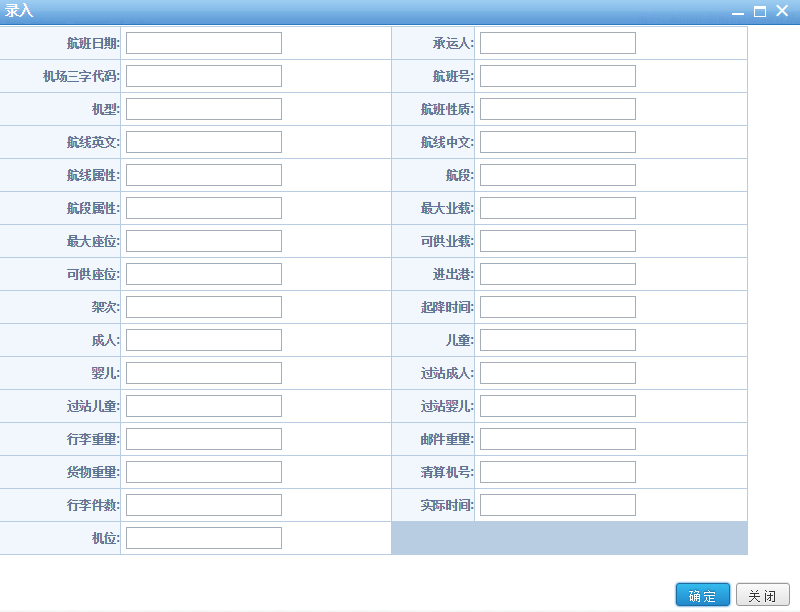 录入
航班日期: 承运人:
机场三字代码: 航班号:
机型: 航班性质:
航线英文: 航线中文:
航线属性: 航段:
航段属性: 最大业载:
最大座位: 可供业载:
可供座位: 进出港:
架次: 起降时间:
成人: 儿童:
婴儿: 过站成人:
过站儿童: 过站婴儿:
行李重量: 邮件重量:
货物重量: 清算机号:
行李件数: 实际时间:
机位:
确定 关闭